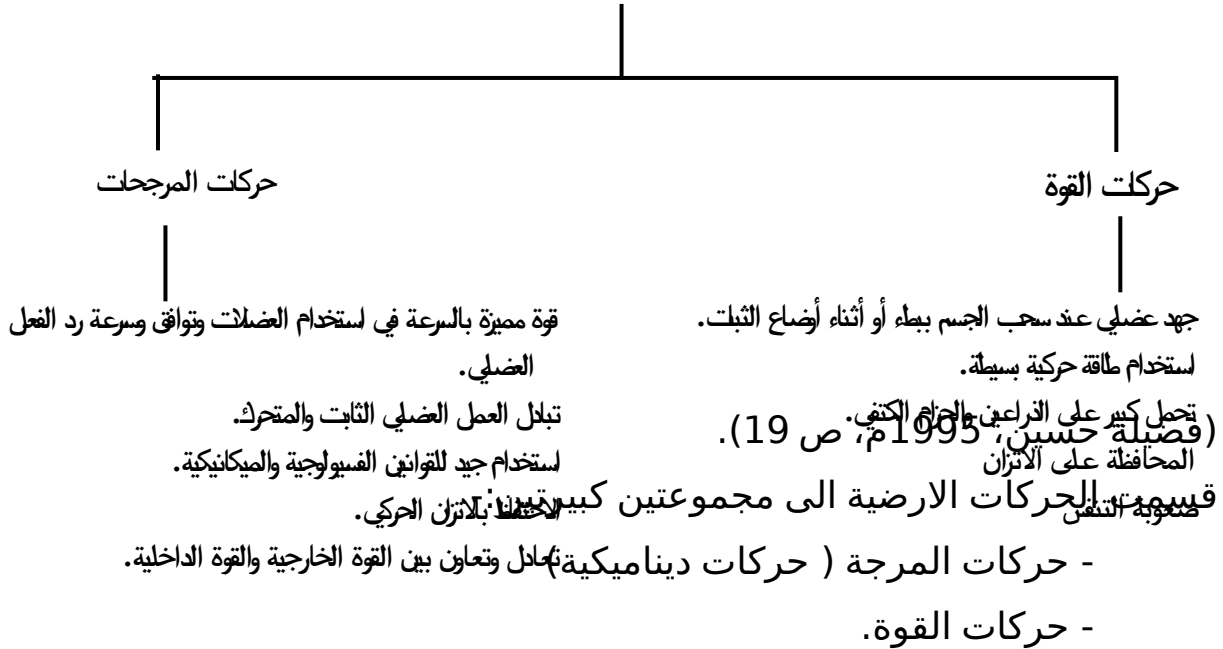 حركات القوة
جهد عضلي عند سحب الجسم ببطء أو أثناء أوضاع الثبات.
استخدام طاقة حركية بسيطة.
تحمل كبير على الذراعين والحزام الكتفي.
المحافظة على الاتزان
صعوبة التنفس
حركات المرجحات
قوة مميزة بالسرعة في استخدام العضلات وتوافق وسرعة رد الفعل
العضلي.
تبادل العمل العضلي الثابت والمتحرك.
استخدام جيد للقوانين الفسيولوجية والميكانيكية.
الاحتفاظ بالاتزان الحركي.
تعادل وتعاون بين القوة الخارجية والقوة الداخلية.
(فضيلة حسين، 1995م، ص 19).
قسمت الحركات الارضية الى مجموعتين كبيرتين:-
- حركات المرجة ( حركات ديناميكية)
- حركات القوة.